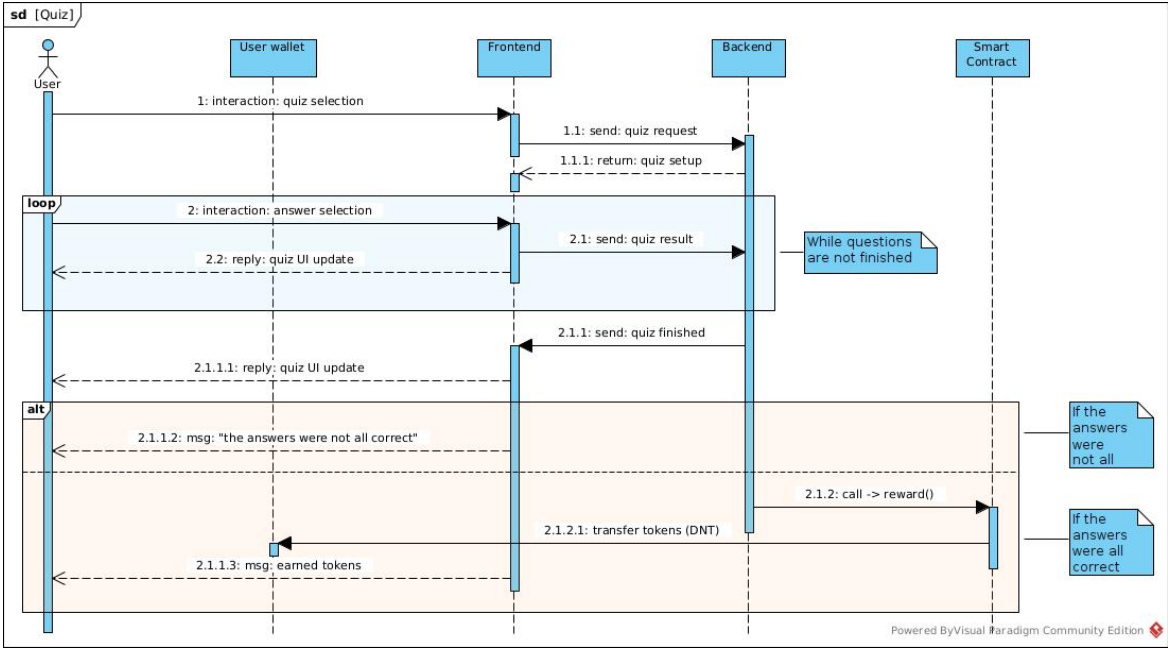 sd [Quiz]
User wallet
Frontend
Backend
Smart
Contract
User
1: interaction: quiz selection
1.1: send: quiz request
1.1.1: return: quiz setup
loop
2: interaction: answer selection
2.1: send: quiz result
While questions
are not finished
2.2: reply: quiz UI update
2.1.1: send: quiz finished
2.1.1.1: reply: quiz UI update
alt
If the
answers
were
not all
2.1.1.2: msg: "the answers were not all correct"
2.1.2: call -> reward()
If the
answers
were all
correct
2.1.2.1: transfer tokens (DNT)
2.1.1.3: msg: earned tokens
Powered ByVisual Paradigm Community Edition